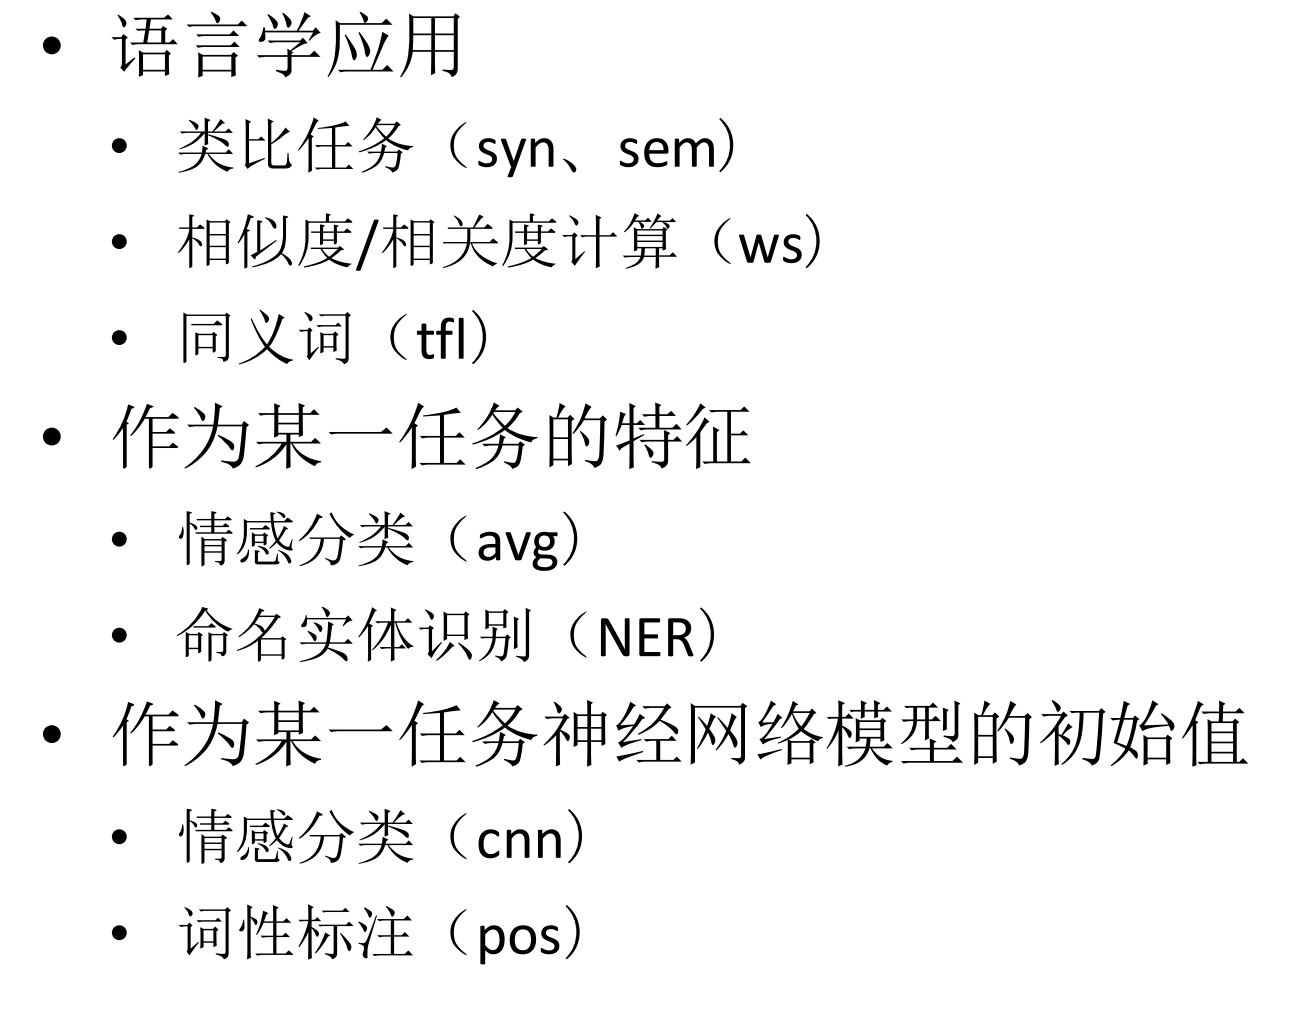 • 语言学应用
• 类比任务（syn、sem）
• 相似度/相关度计算（ws）
• 同义词（tfl）
• 作为某一任务的特征
• 情感分类（avg）
• 命名实体识别（NER）
• 作为某一任务神经网络模型的初始值
• 情感分类（cnn）
• 词性标注（pos）